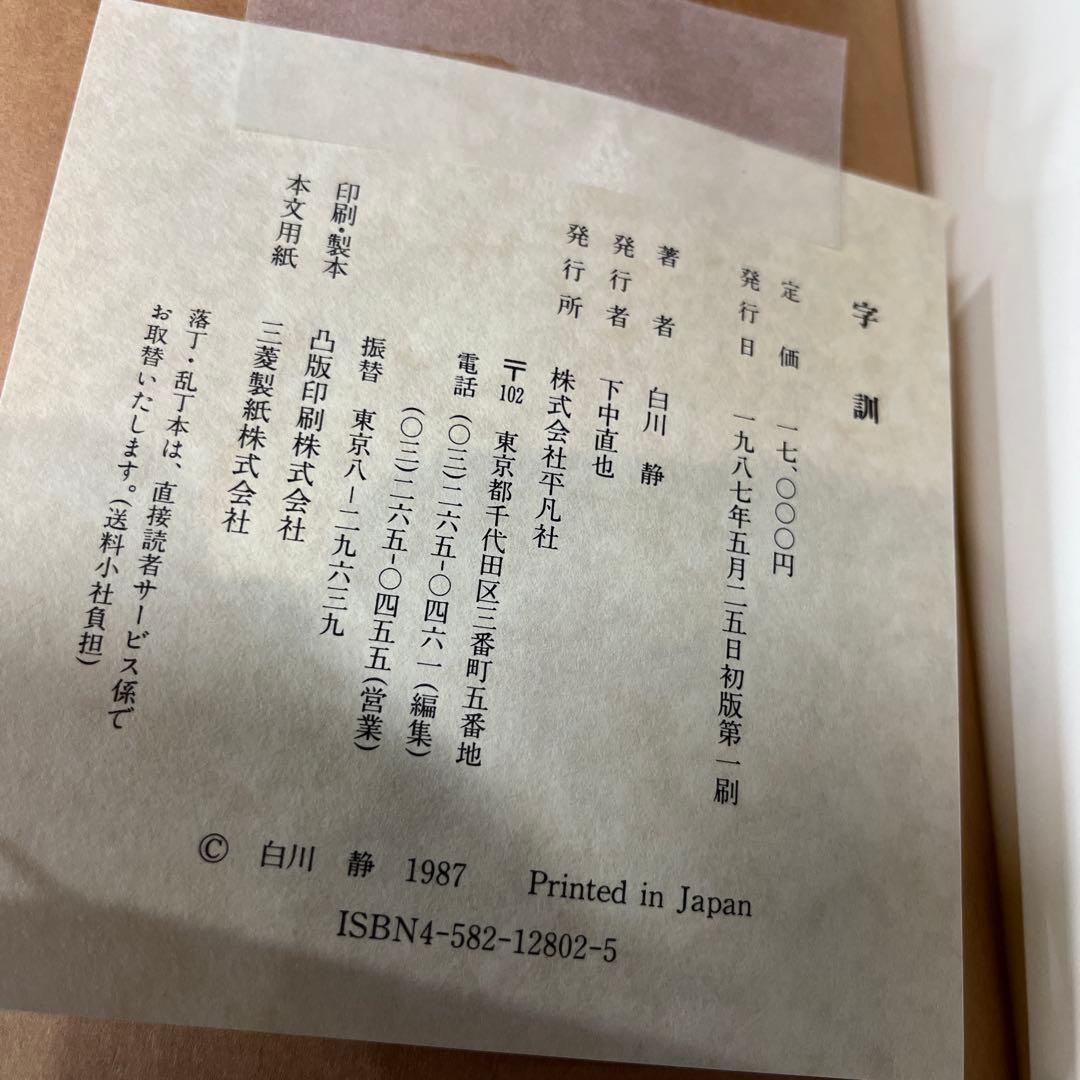 字訓
定価 一七、〇〇〇円
発行日 一九八七年五月二五日初版第一刷
著者 白川 静
発行者 下中直也
発行所 株式会社平凡社
〒102 東京都千代田区三番町五番地
電話 (〇三)二六五-〇四六一(編集)
(〇三)二六五-〇四五五(営業)
振替 東京八-二九六三九
印刷・製本 凸版印刷株式会社
本文用紙 三菱製紙株式会社
落丁・乱丁本は、直接読者サービス係で
お取替いたします。(送料小社負担)
© 白川 静 1987 Printed in Japan
ISBN4-582-12802-5